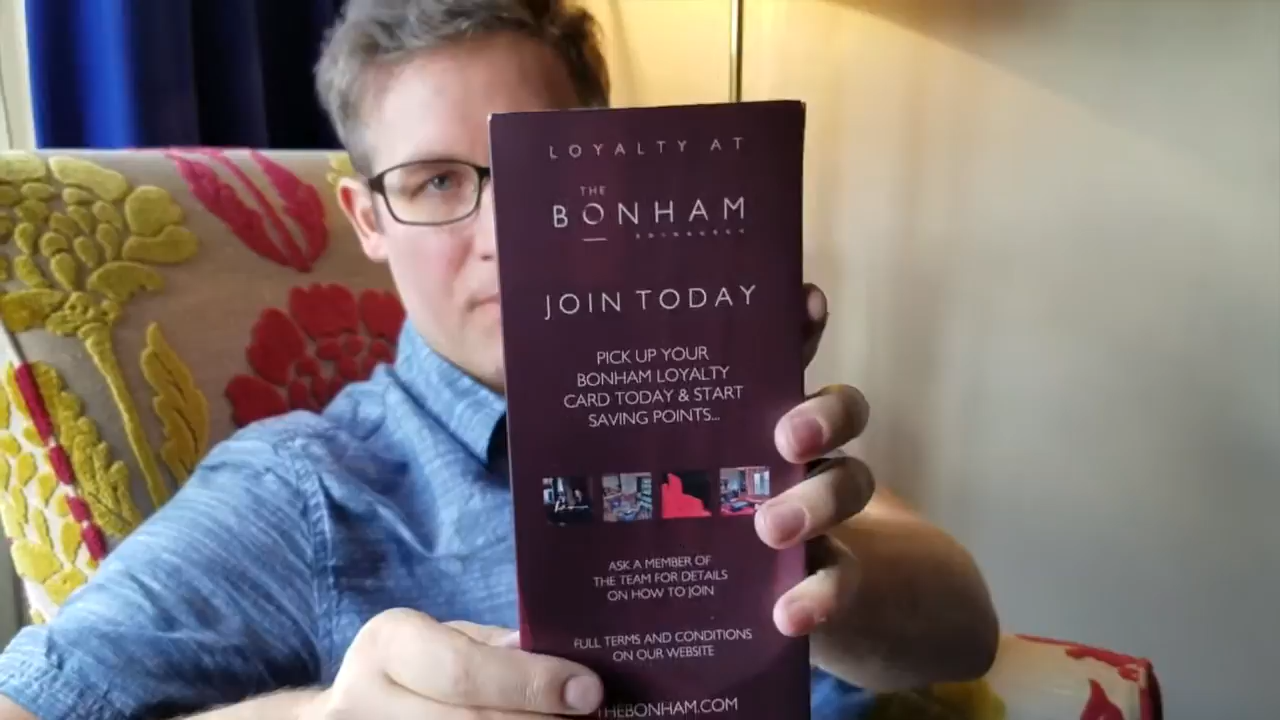 LOYALTY AT
THE
BONHAM
EDINBURGH
JOIN TODAY
PICK UP YOUR
BONHAM LOYALTY
CARD TODAY & START
SAVING POINTS...
ASK A MEMBER OF
THE TEAM FOR DETAILS
ON HOW TO JOIN
FULL TERMS AND CONDITIONS
ON OUR WEBSITE
THEBONHAM.COM